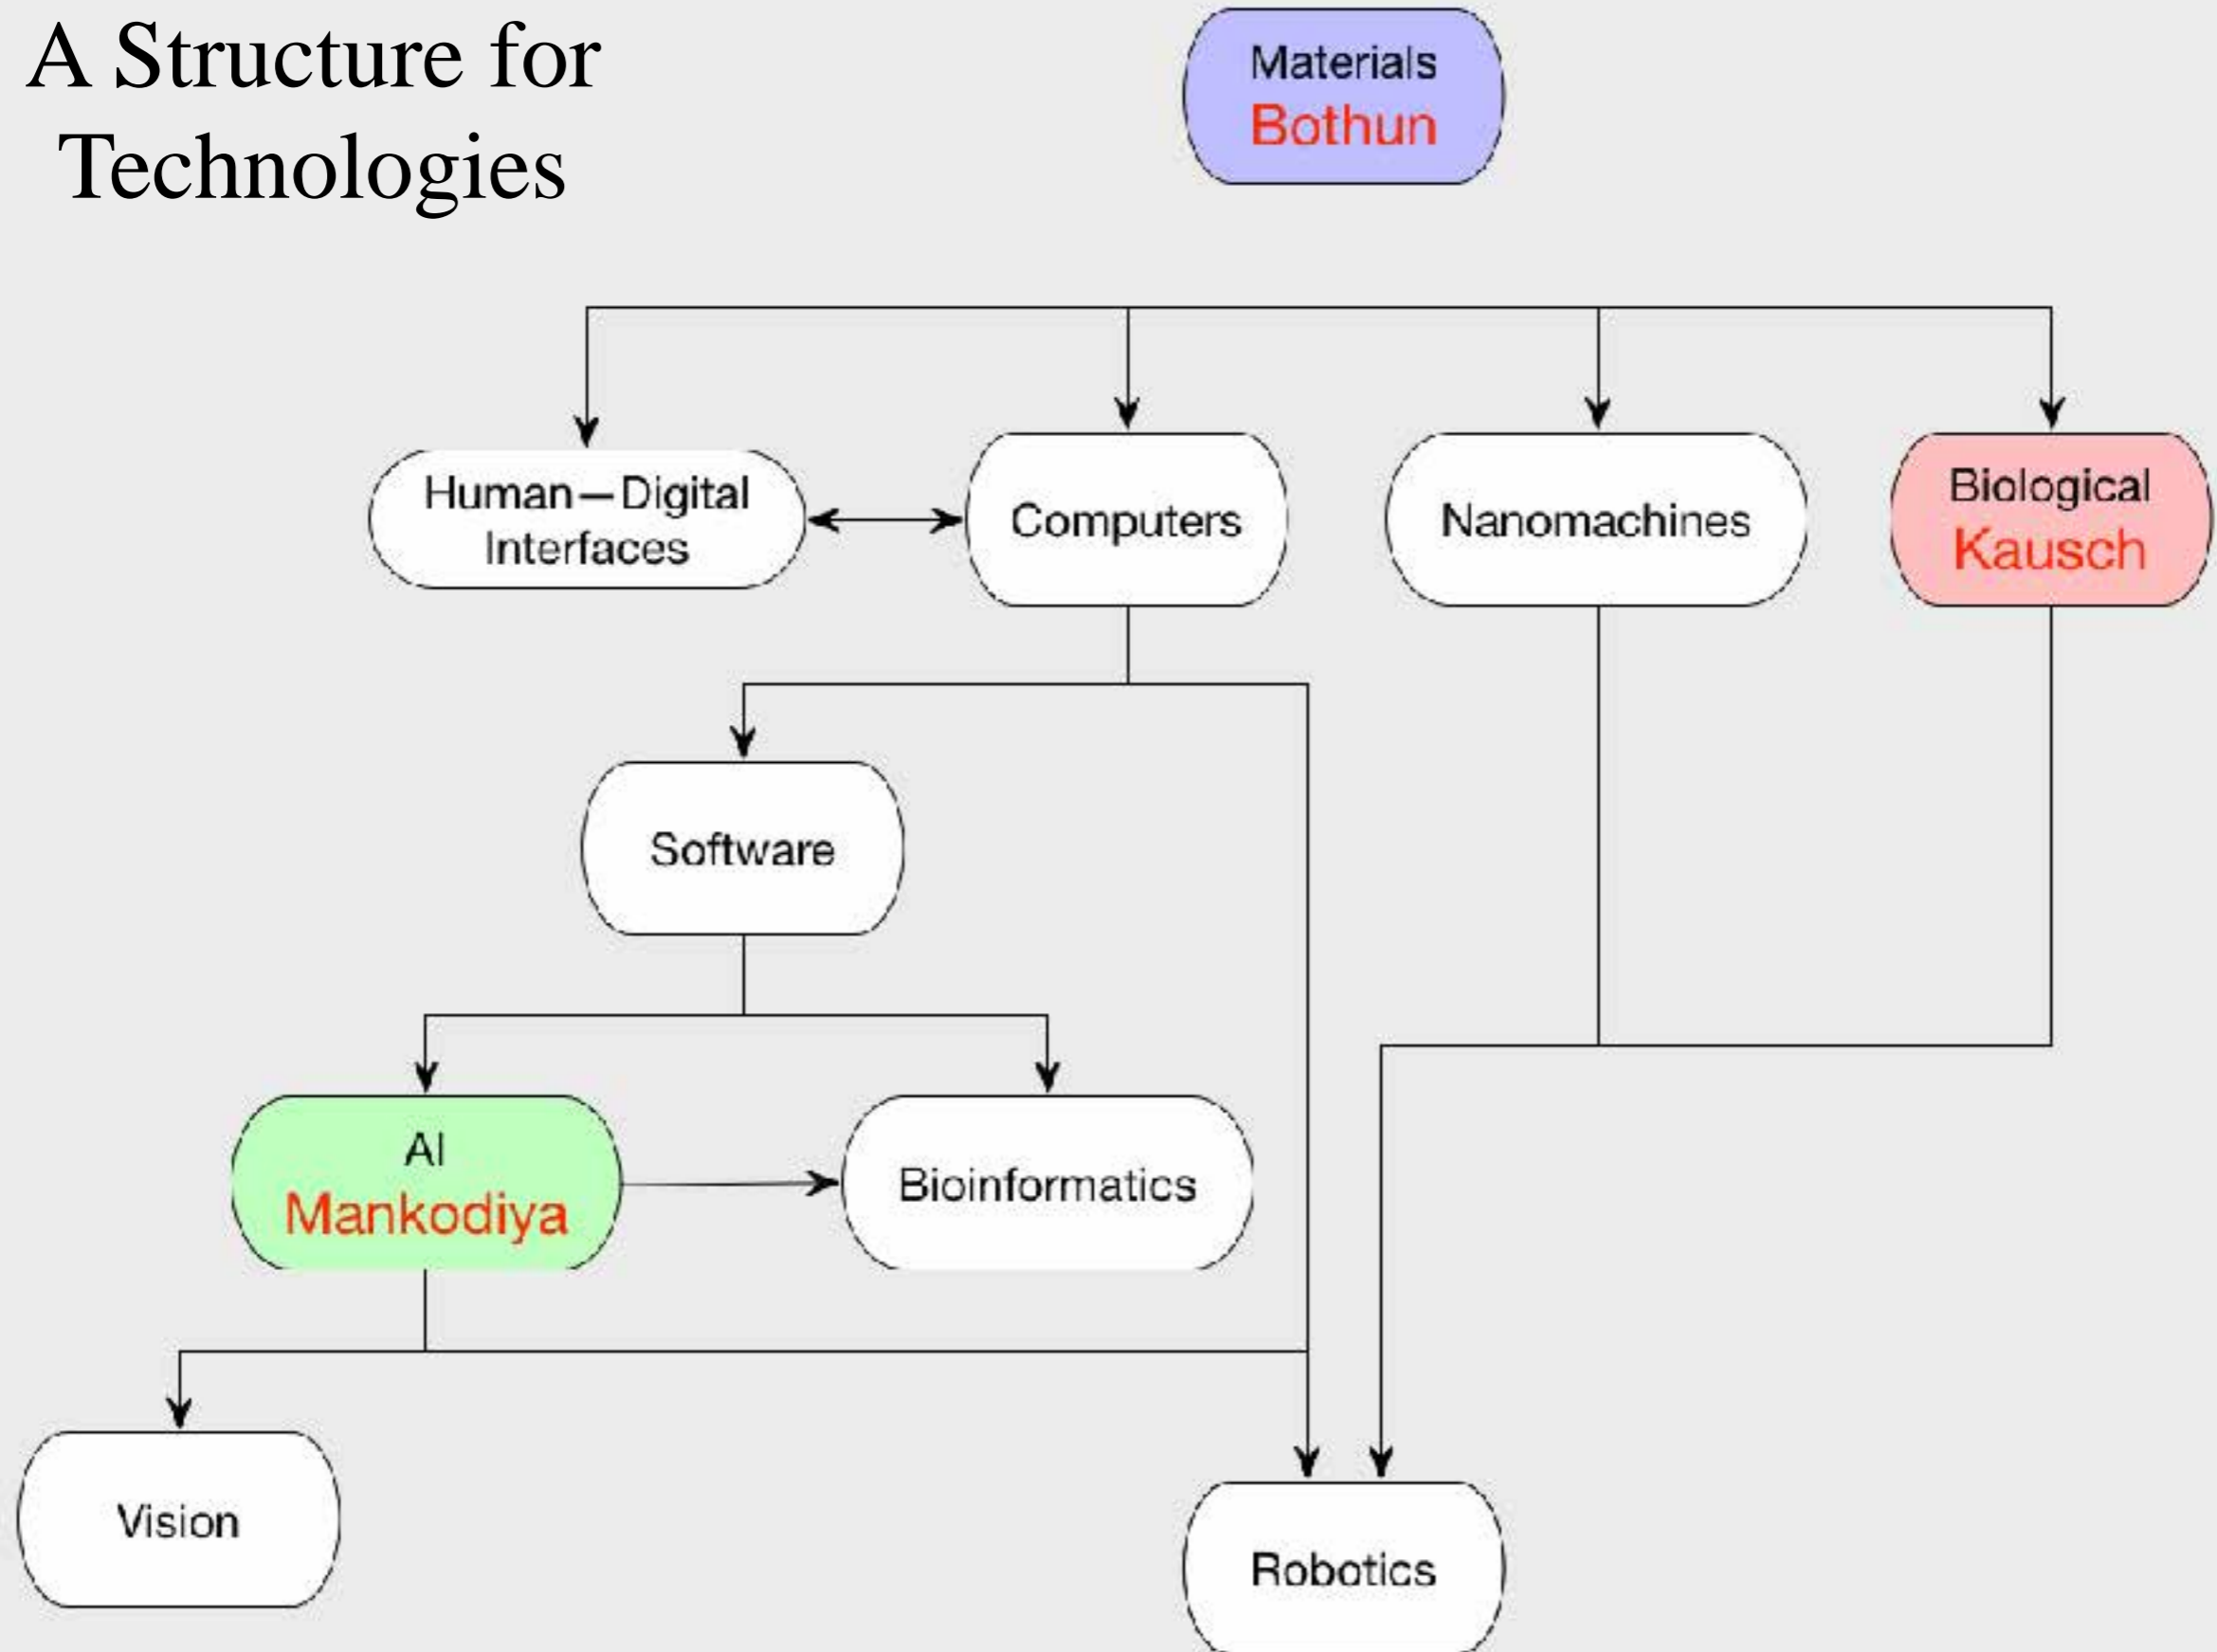 A Structure for
Technologies
Materials
Bothun
Human–Digital
Interfaces
Computers
Nanomachines
Biological
Kausch
Software
AI
Mankodiya
Bioinformatics
Vision
Robotics